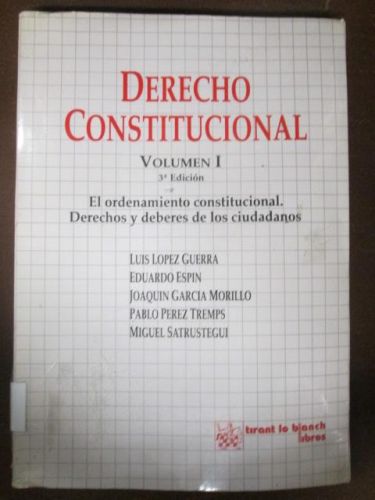 DERECHO
CONSTITUCIONAL
VOLUMEN I
3ª Edición
El ordenamiento constitucional.
Derechos y deberes de los ciudadanos
LUIS LOPEZ GUERRA
EDUARDO ESPIN
JOAQUIN GARCIA MORILLO
PABLO PEREZ TREMPS
MIGUEL SATRUSTEGUI
tirant lo blanch
libros